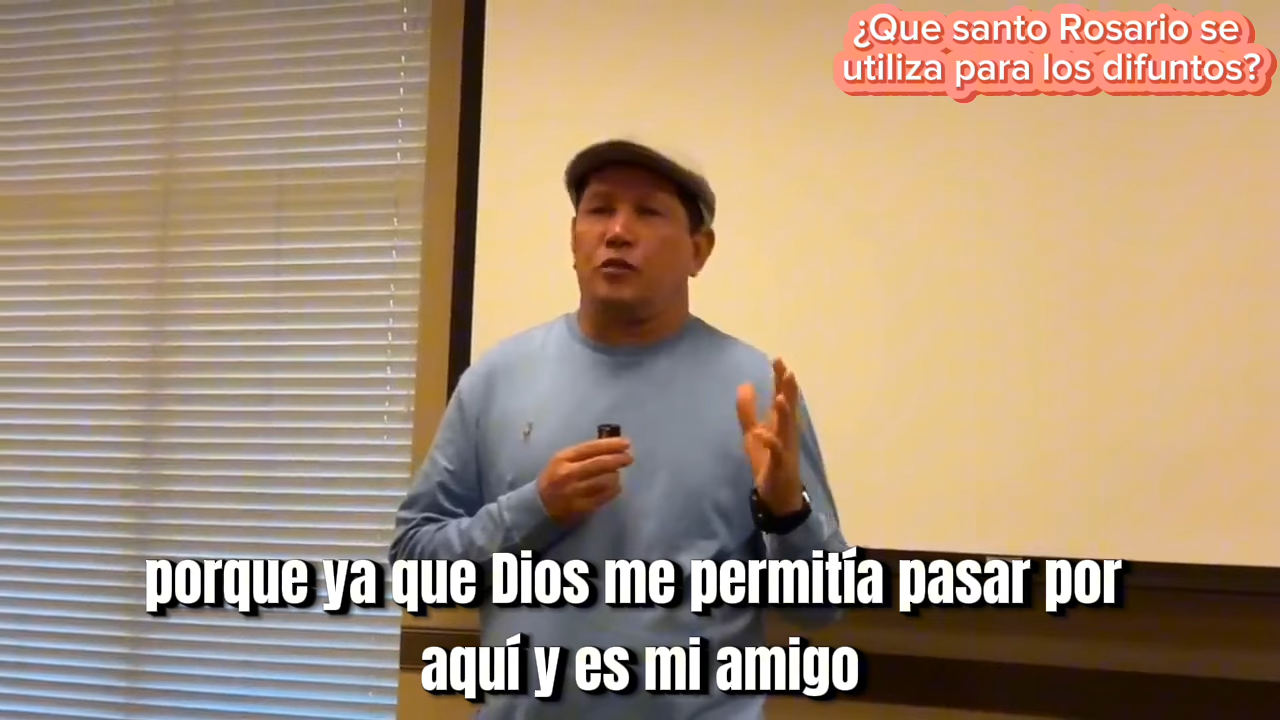 ¿Que santo Rosario se
utiliza para los difuntos?
porque ya que Dios me permitía pasar por
aquí y es mi amigo